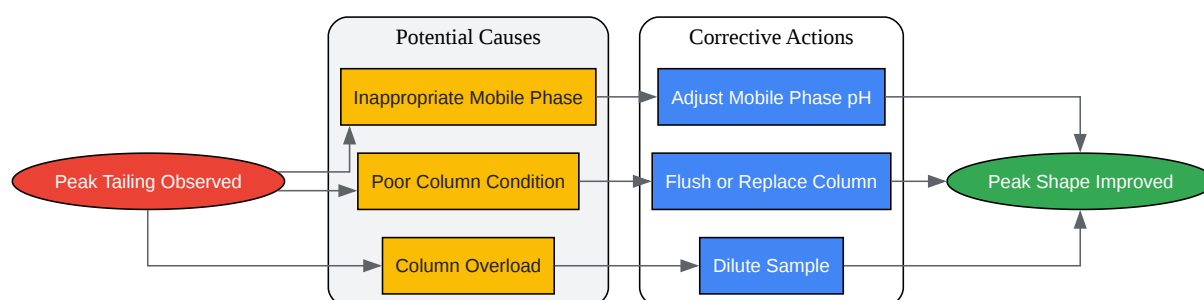 Potential Causes
Corrective Actions
Inappropriate Mobile Phase
Adjust Mobile Phase pH
Peak Tailing Observed
Poor Column Condition
Flush or Replace Column
Peak Shape Improved
Column Overload
Dilute Sample